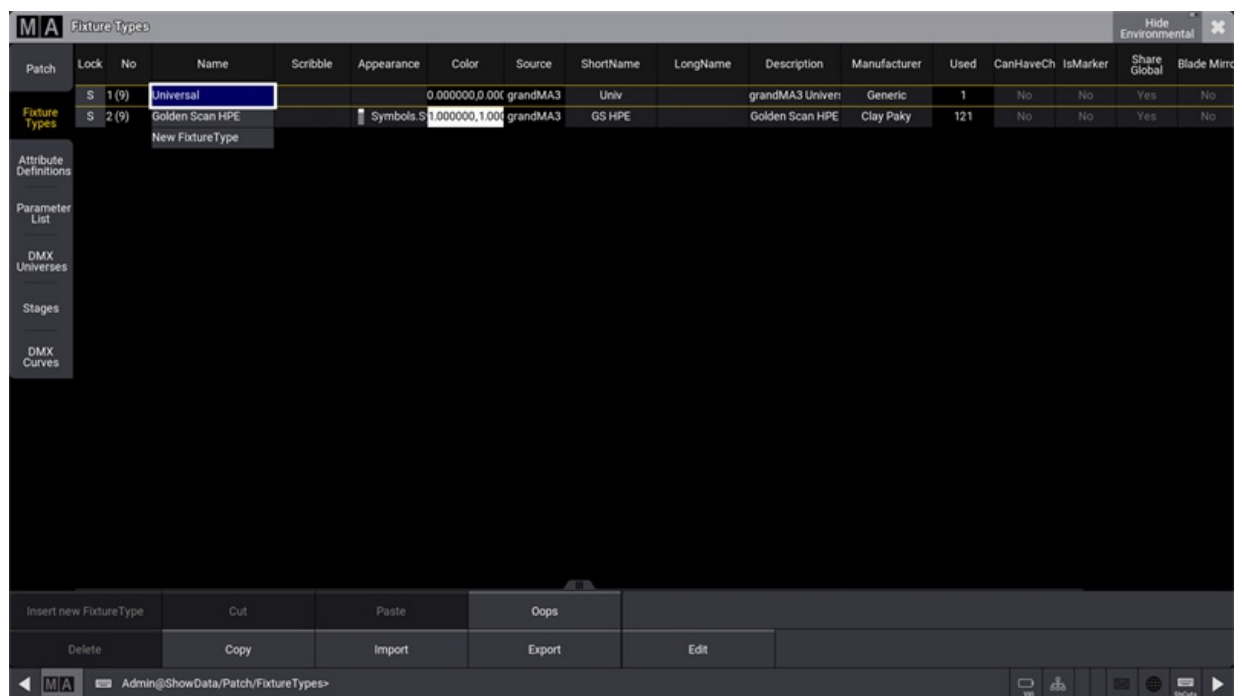 MA Fixture Types Hide Environmental
Patch Lock No Name Scribble Appearance Color Source ShortName LongName Description Manufacturer Used CanHaveCh IsMarker Share Global Blade Mirro
S 1 (9) Universal 0.000000,0.00( grandMA3 Univ grandMA3 Univers Generic 1 No No Yes No
Fixture Types S 2 (9) Golden Scan HPE Symbols.S 1.000000,1.000 grandMA3 GS HPE Golden Scan HPE Clay Paky 121 No No Yes No
New FixtureType
Attribute Definitions
Parameter List
DMX Universes
Stages
DMX Curves
Insert new FixtureType Cut Paste Oops
Delete Copy Import Export Edit
MA Admin@ShowData/Patch/FixtureTypes> 100